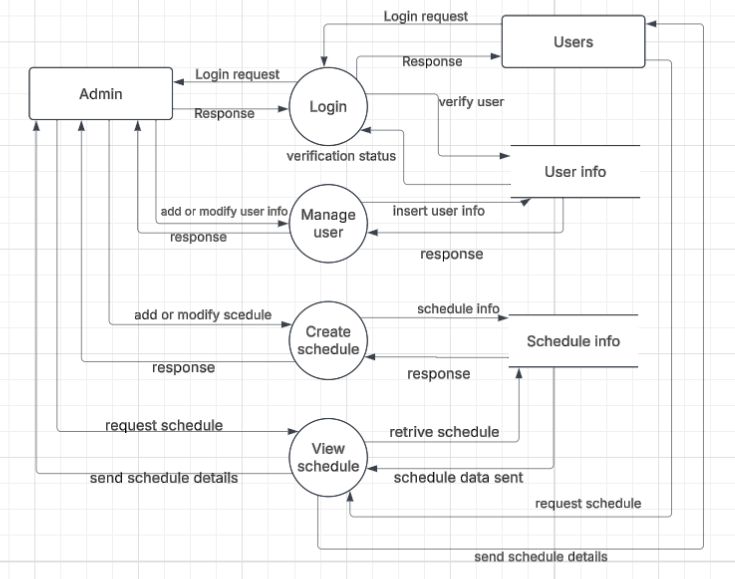 Login request
Users
Response
Login request
Admin
Login
Response
verify user
verification status
User info
add or modify user info
Manage
user
insert user info
response
response
add or modify scedule
schedule info
Create
schedule
Schedule info
response
response
request schedule
retrive schedule
View
schedule
send schedule details
schedule data sent
request schedule
send schedule details